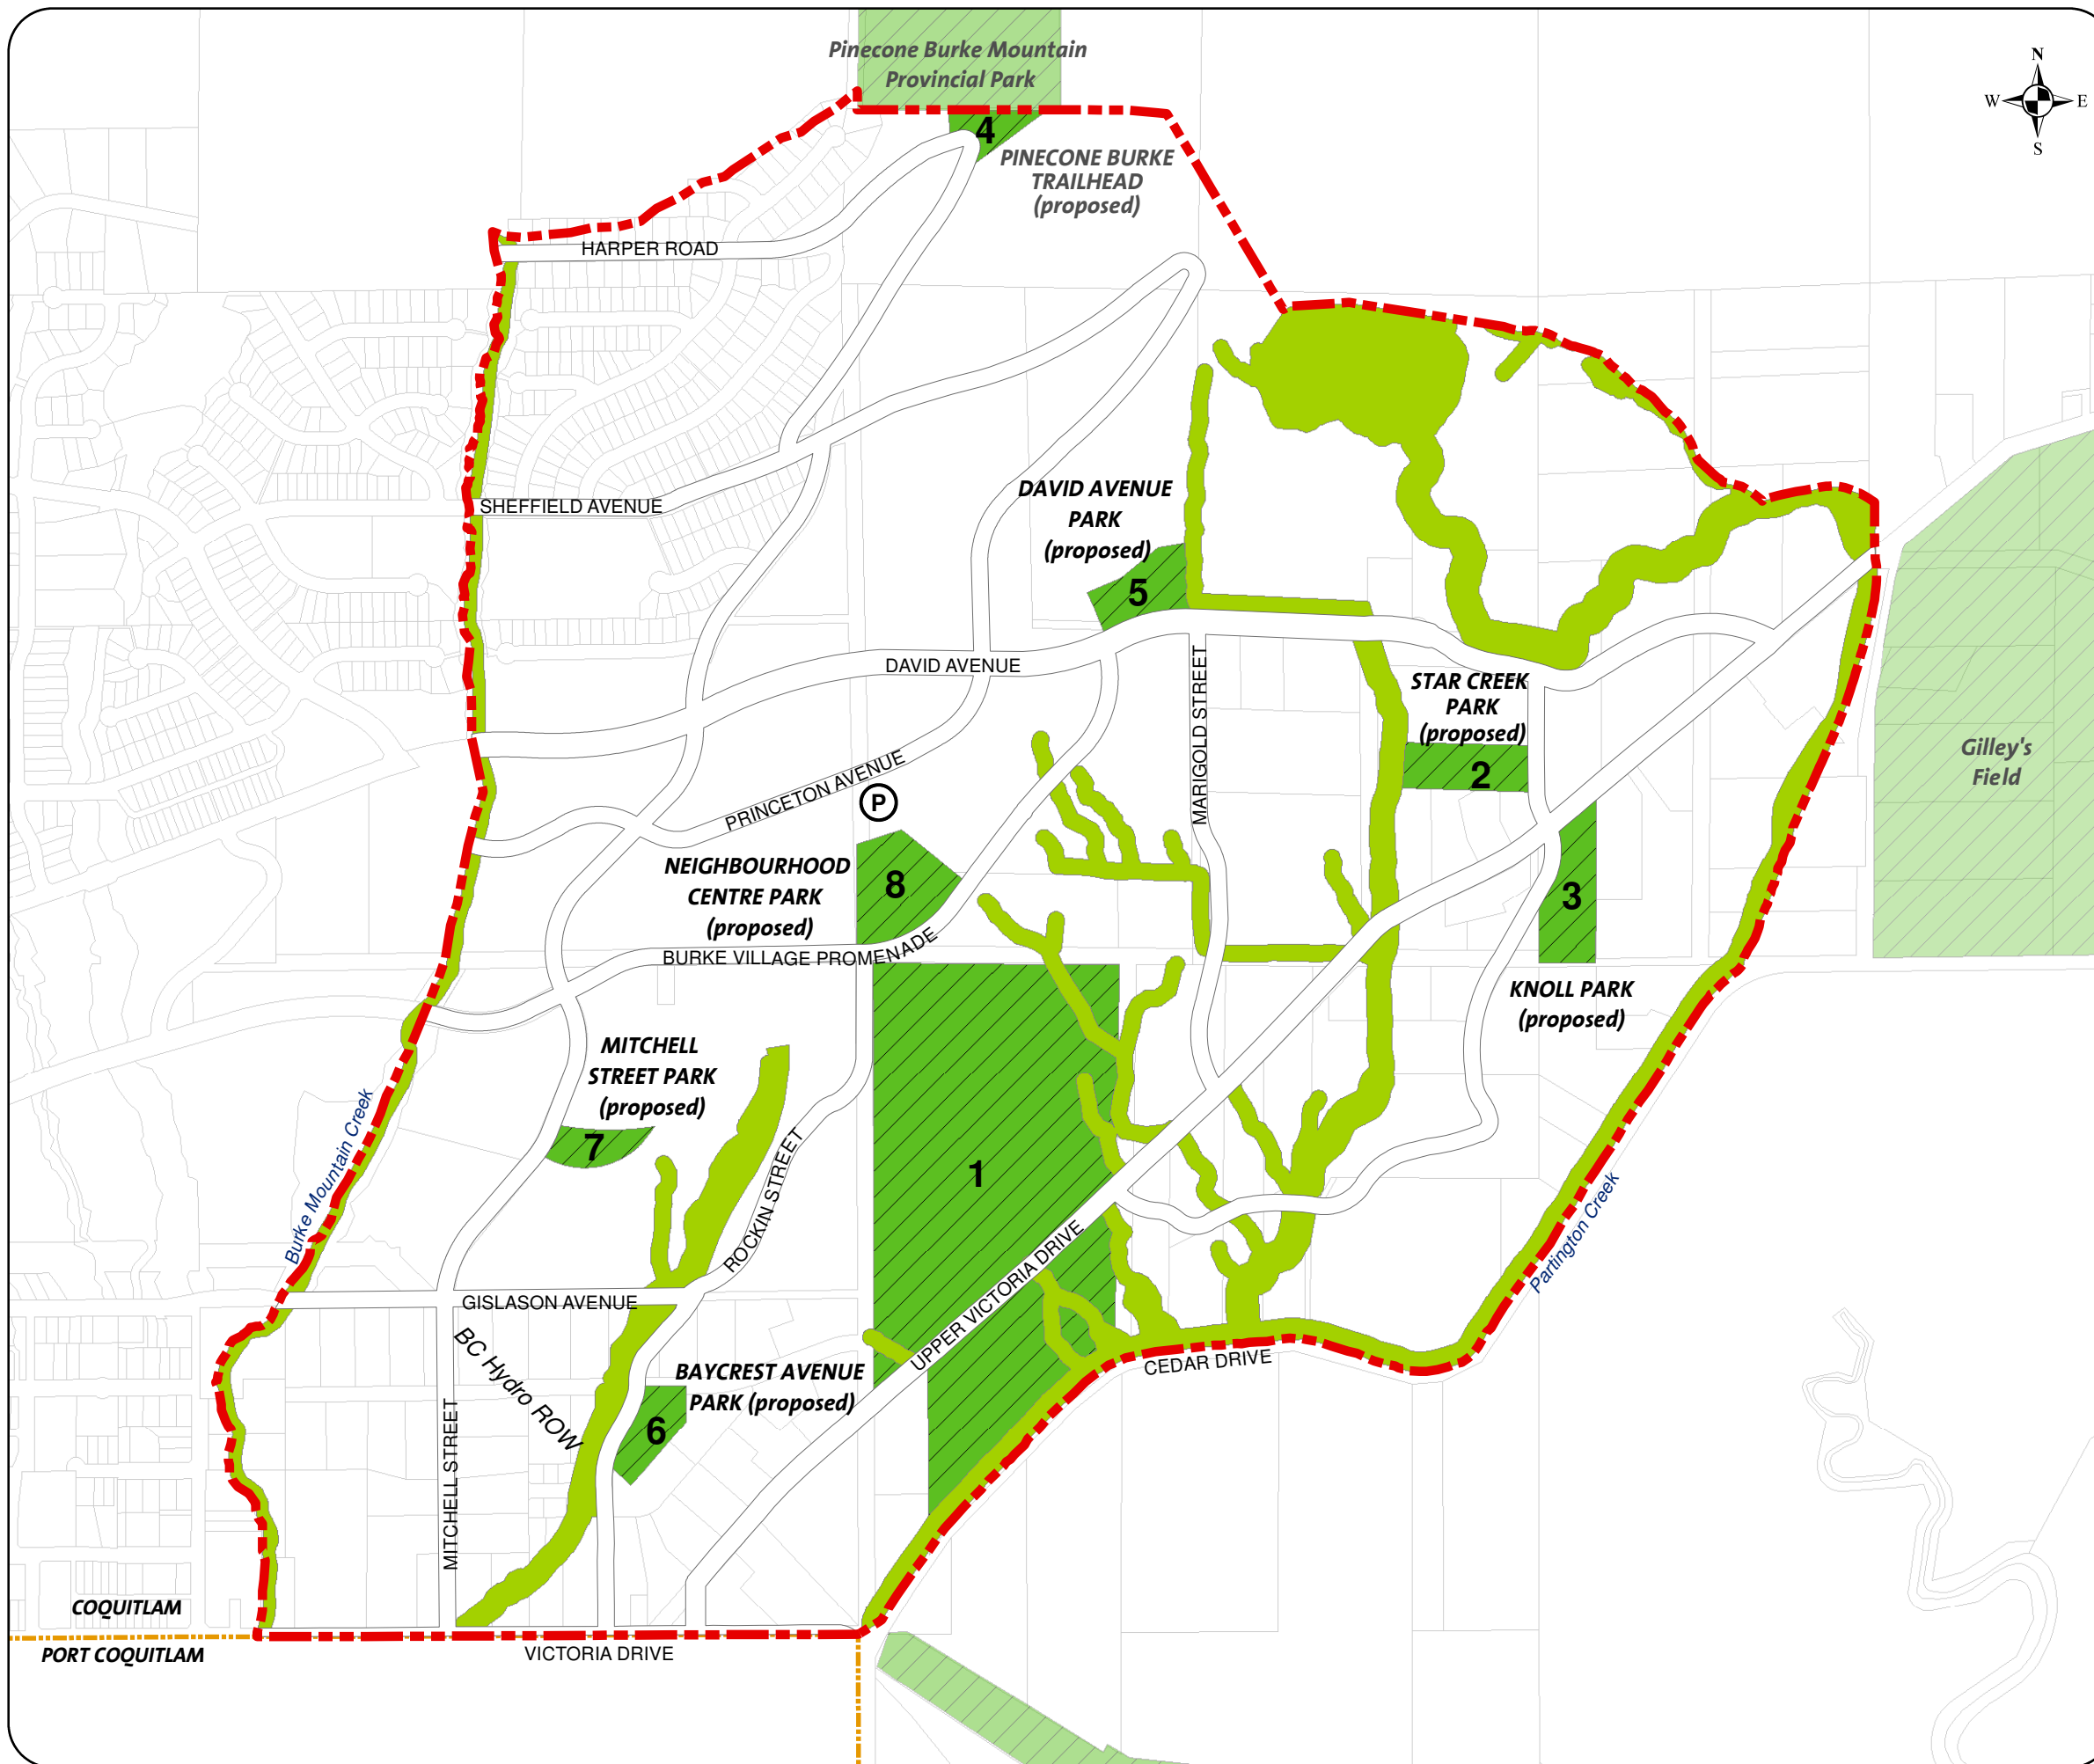 Pinecone Burke Mountain
Provincial Park
N
W
E
S
4
PINECONE BURKE
TRAILHEAD
(proposed)
HARPER ROAD
DAVID AVENUE
PARK
(proposed)
SHEFFIELD AVENUE
5
DAVID AVENUE
MARIGOLD STREET
STAR CREEK
PARK
(proposed)
2
Gilley's
Field
PRINCETON AVENUE
P
NEIGHBOURHOOD
CENTRE PARK
(proposed)
8
3
BURKE VILLAGE PROMENADE
KNOLL PARK
(proposed)
MITCHELL
STREET PARK
(proposed)
7
1
Burke Mountain Creek
ROCKIN STREET
Partington Creek
GISLASON AVENUE
UPPER VICTORIA DRIVE
CEDAR DRIVE
BC Hydro ROW
BAYCREST AVENUE
PARK (proposed)
6
MITCHELL STREET
COQUITLAM
PORT COQUITLAM
VICTORIA DRIVE